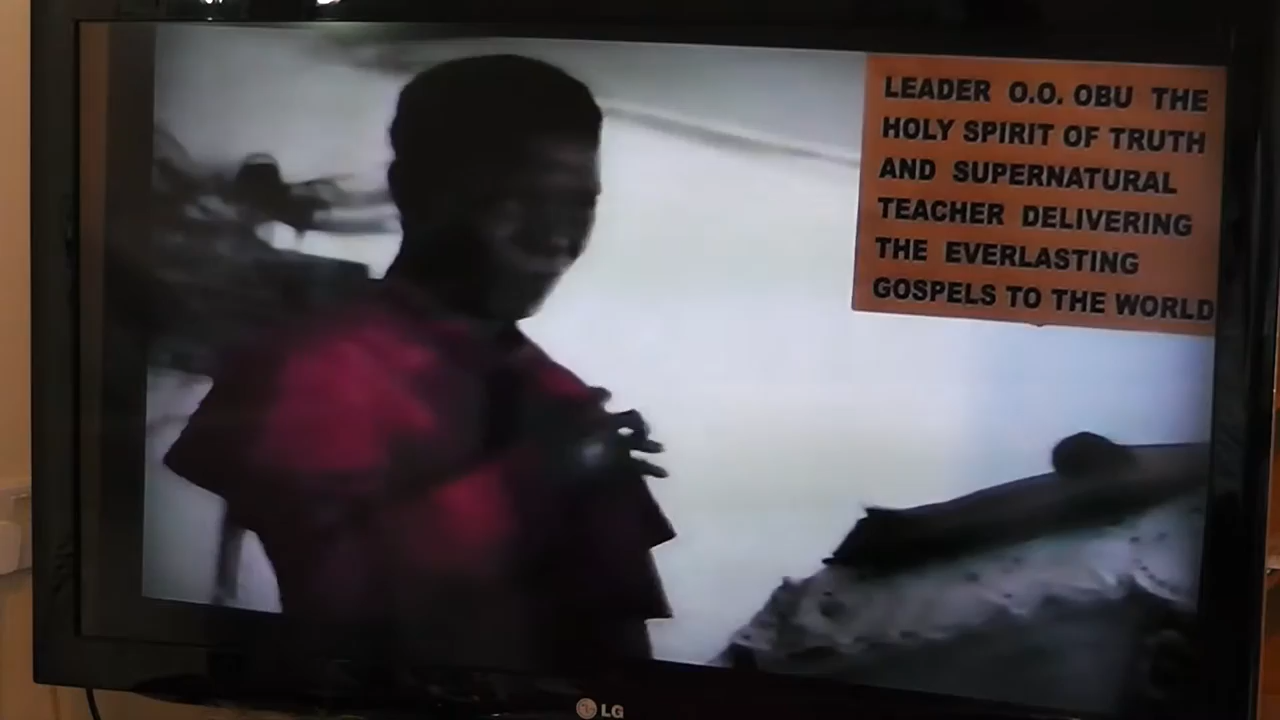 LEADER O.O. OBU THE
HOLY SPIRIT OF TRUTH
AND SUPERNATURAL
TEACHER DELIVERING
THE EVERLASTING
GOSPELS TO THE WORLD
LG